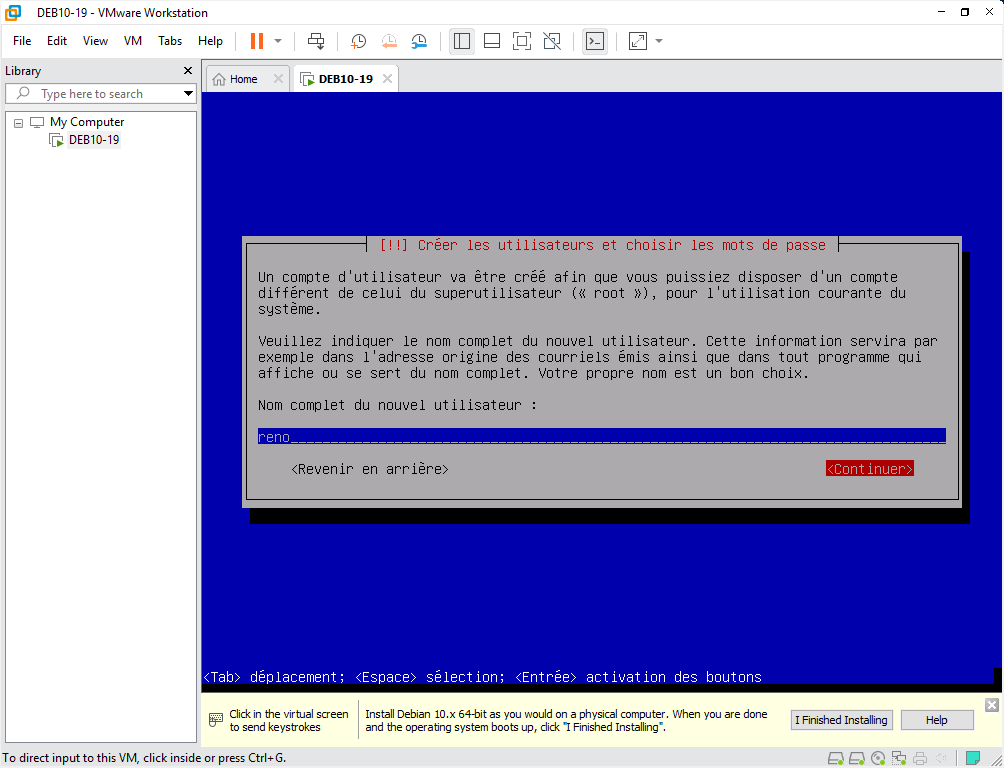 DEB10-19 - VMware Workstation
File Edit View VM Tabs Help
Library
Type here to search
My Computer
DEB10-19
Home
DEB10-19
[!!] Créer les utilisateurs et choisir les mots de passe
Un compte d'utilisateur va être créé afin que vous puissiez disposer d'un compte
différent de celui du superutilisateur (« root »), pour l'utilisation courante du
système.
Veuillez indiquer le nom complet du nouvel utilisateur. Cette information servira par
exemple dans l'adresse origine des courriels émis ainsi que dans tout programme qui
affiche ou se sert du nom complet. Votre propre nom est un bon choix.
Nom complet du nouvel utilisateur :
reno
<Revenir en arrière> <Continuer>
<Tab> déplacement; <Espace> sélection; <Entrée> activation des boutons
Click in the virtual screen
to send keystrokes
Install Debian 10.x 64-bit as you would on a physical computer. When you are done
and the operating system boots up, click "I Finished Installing".
I Finished Installing
Help
To direct input to this VM, click inside or press Ctrl+G.